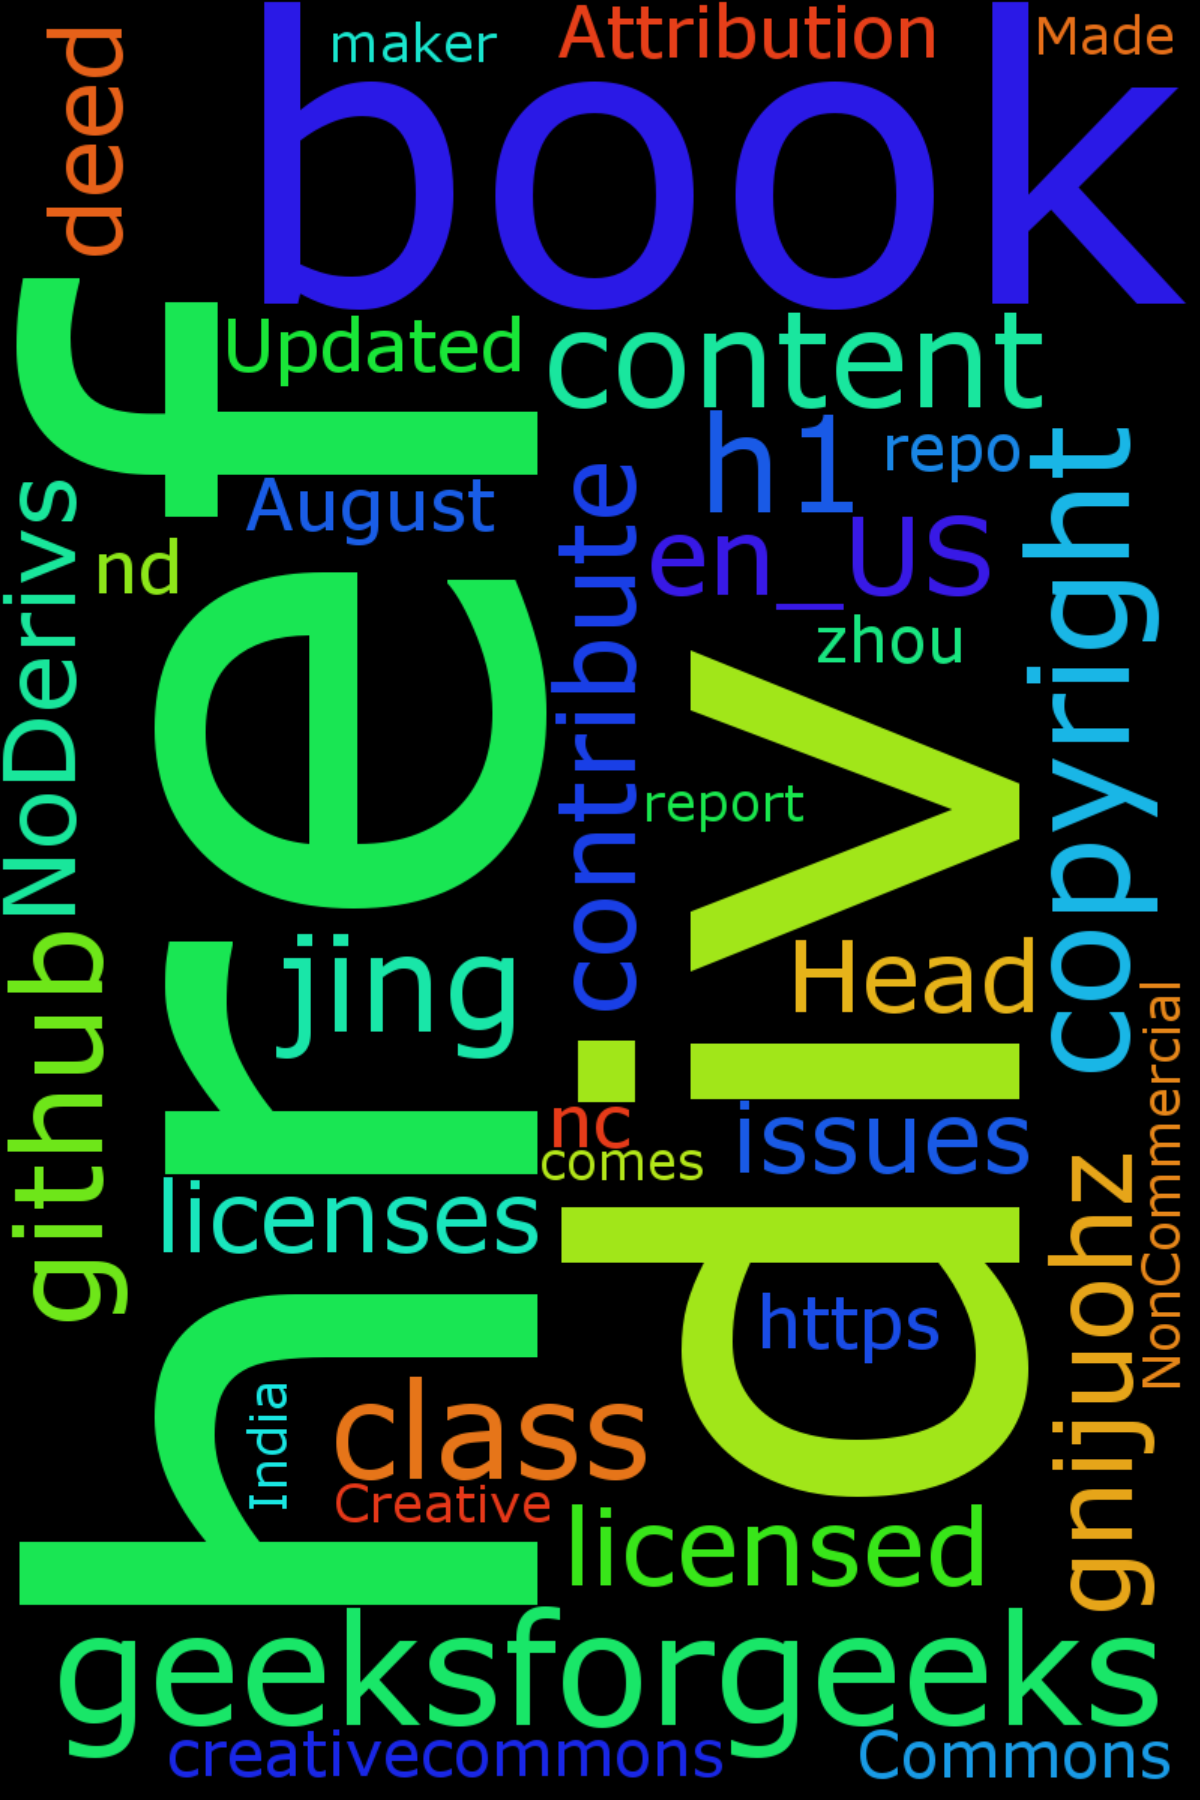 deed
maker
Attribution
Made
book
href
Updated
content
h1
repo
copyright
August
contribute
en_US
NoDerivs
nd
zhou
div
report
github
jing
Head
NonCommercial
nc
comes
issues
licenses
gnijuohz
https
India
class
Creative
licensed
geeksforgeeks
creativecommons
Commons